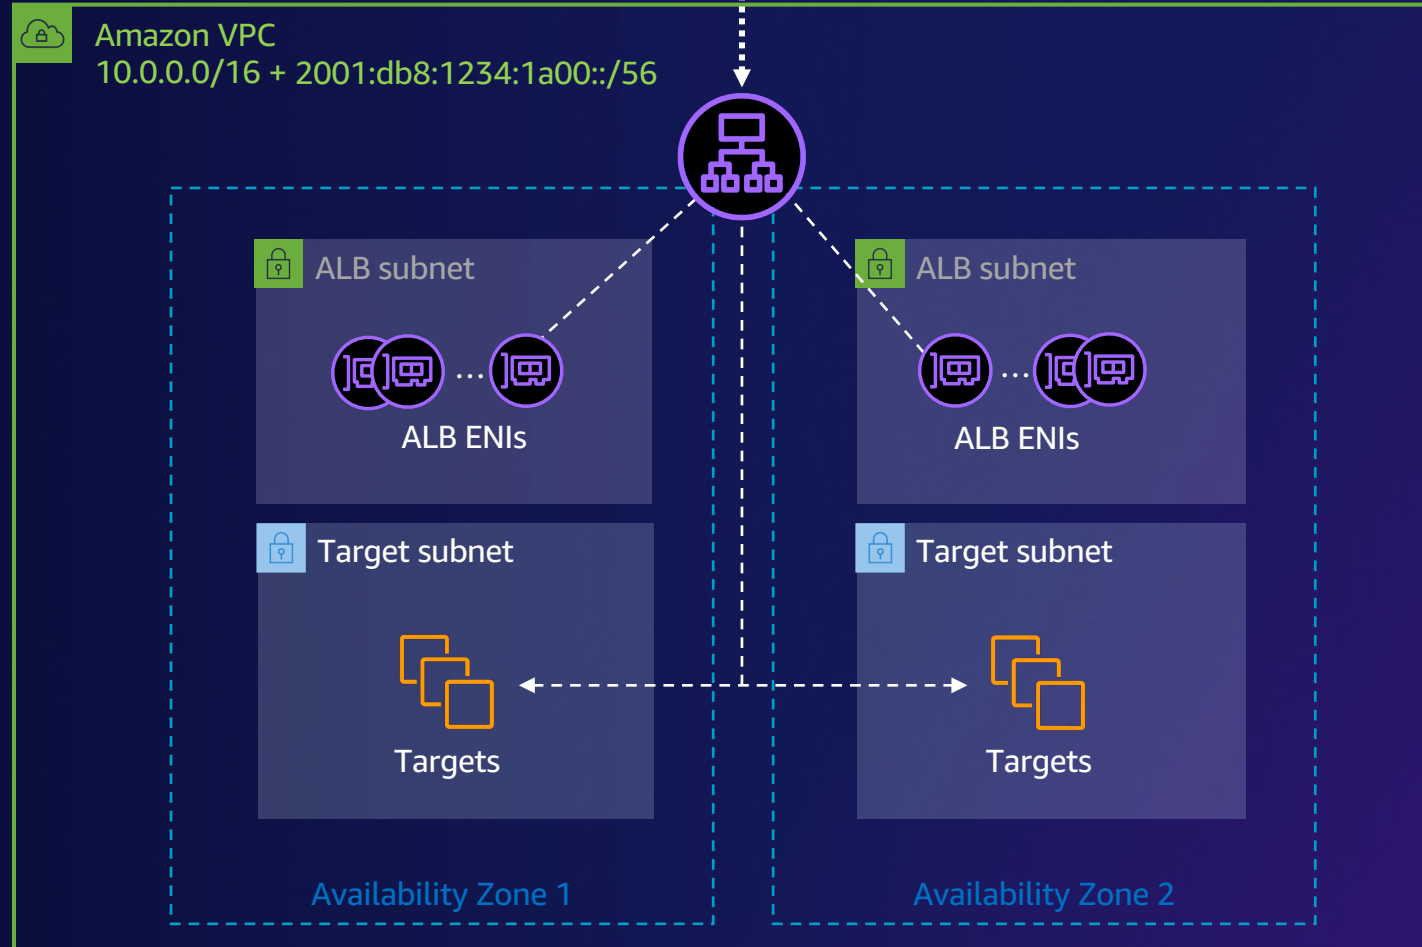 Amazon VPC
10.0.0.0/16 + 2001:db8:1234:1a00::/56
ALB subnet
ALB subnet
...
...
ALB ENIs
ALB ENIs
Target subnet
Target subnet
Targets
Targets
Availability Zone 1
Availability Zone 2